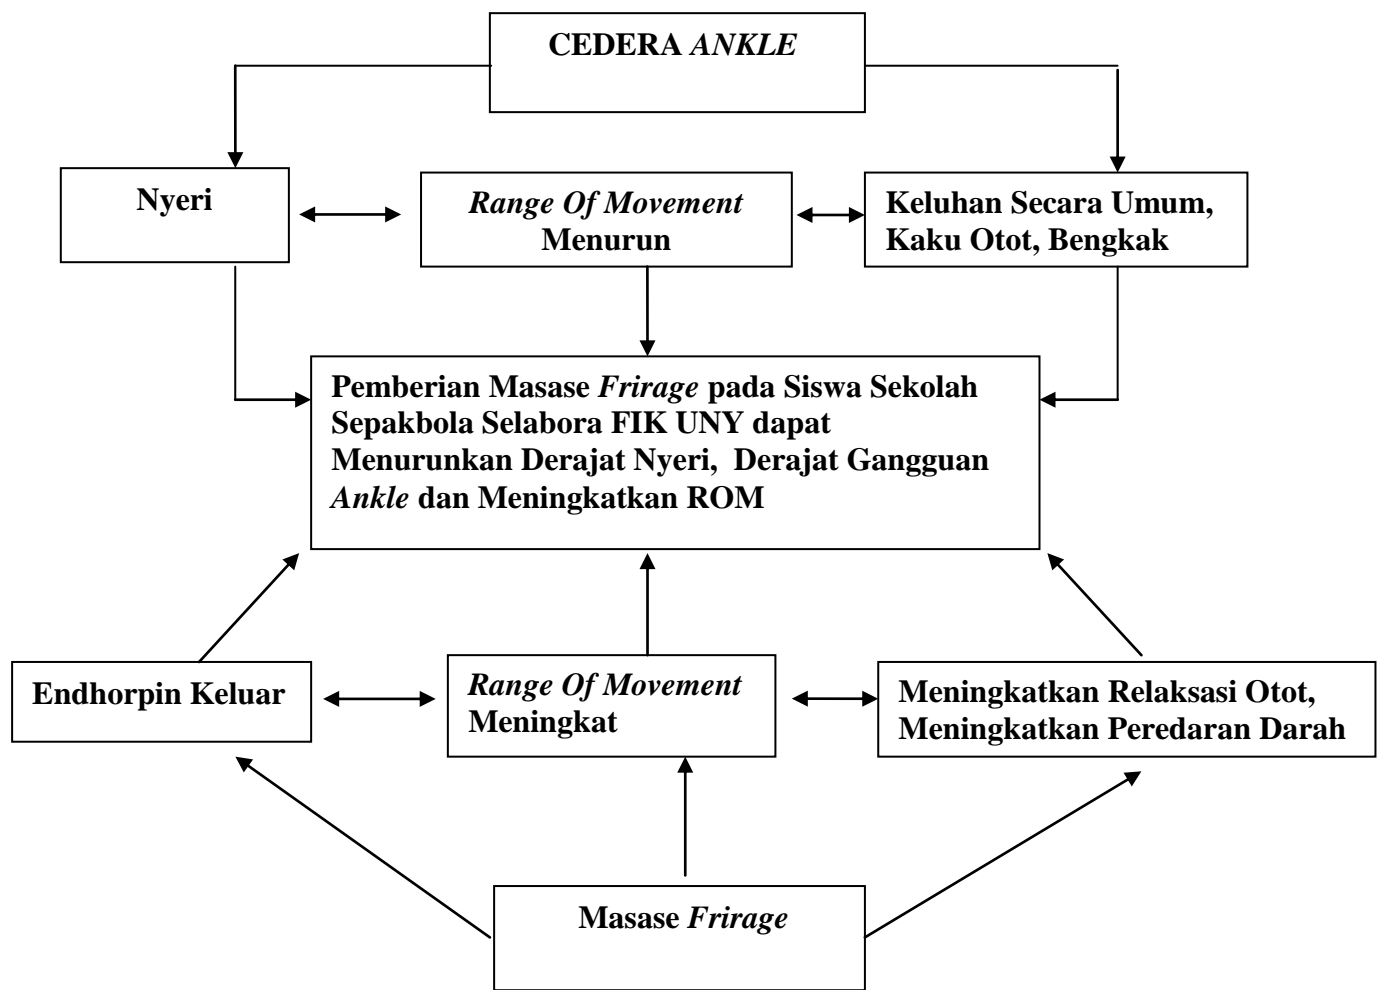 CEDERA ANKLE
Nyeri
Range Of Movement
Menurun
Keluhan Secara Umum,
Kaku Otot, Bengkak
Pemberian Masase Frirage pada Siswa Sekolah
Sepakbola Selabora FIK UNY dapat
Menurunkan Derajat Nyeri, Derajat Gangguan
Ankle dan Meningkatkan ROM
Endhorpin Keluar
Range Of Movement
Meningkat
Meningkatkan Relaksasi Otot,
Meningkatkan Peredaran Darah
Masase Frirage